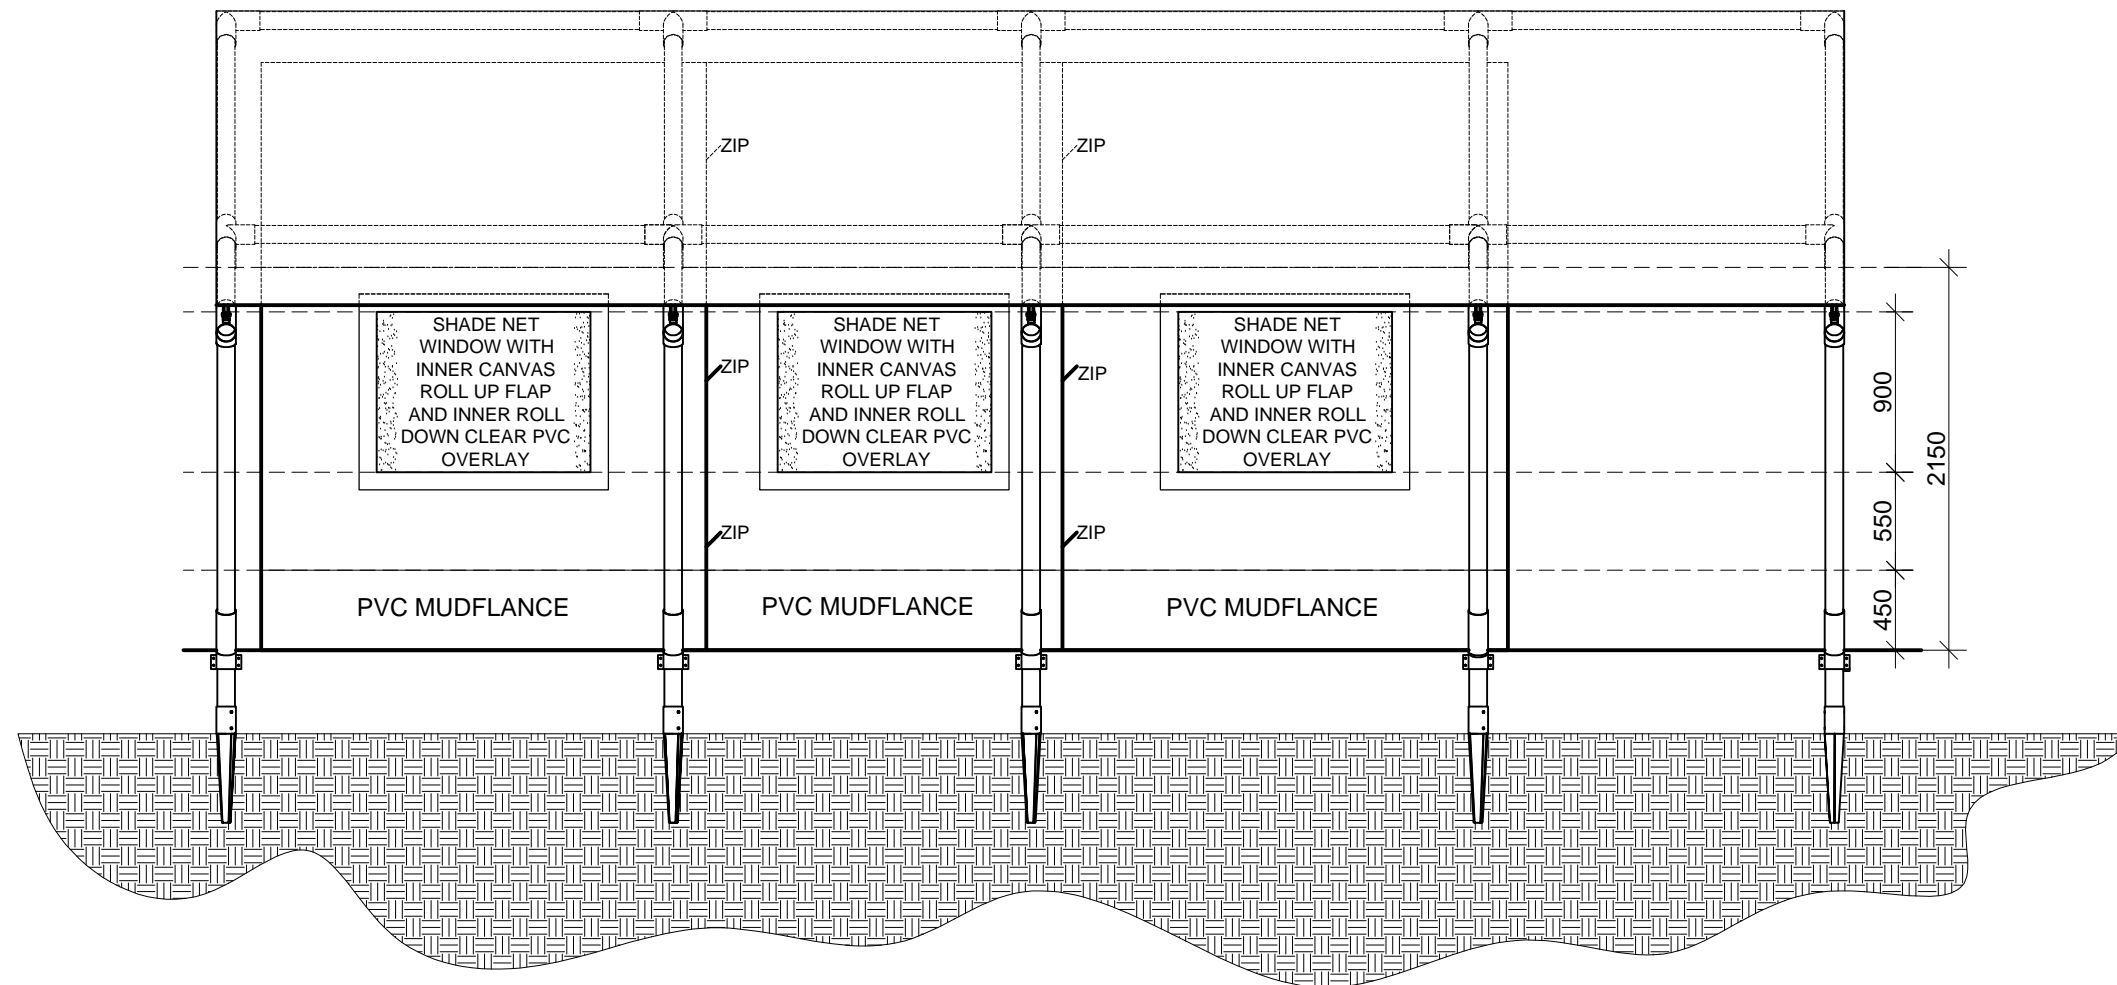 ZIP
ZIP
SHADE NET
WINDOW WITH
INNER CANVAS
ROLL UP FLAP
AND INNER ROLL
DOWN CLEAR PVC
OVERLAY
ZIP
SHADE NET
WINDOW WITH
INNER CANVAS
ROLL UP FLAP
AND INNER ROLL
DOWN CLEAR PVC
OVERLAY
ZIP
SHADE NET
WINDOW WITH
INNER CANVAS
ROLL UP FLAP
AND INNER ROLL
DOWN CLEAR PVC
OVERLAY
900
2150
ZIP
ZIP
550
PVC MUDFLANCE
PVC MUDFLANCE
PVC MUDFLANCE
450